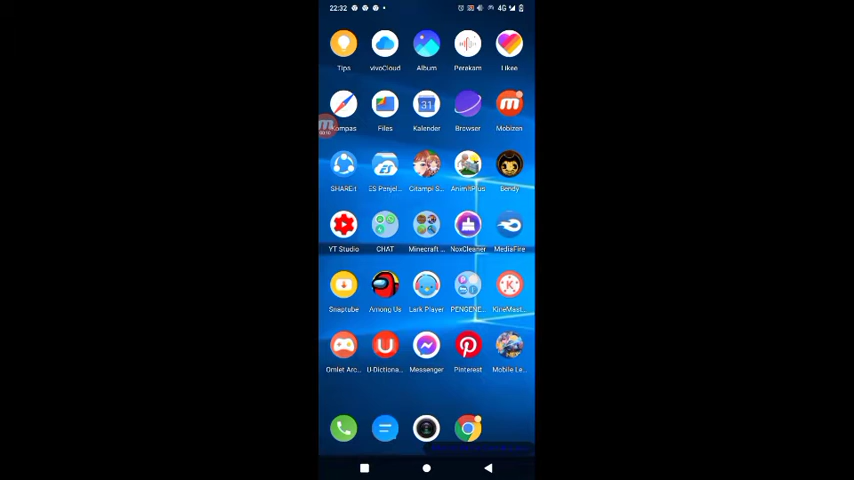 22:32
4G
Tips
vivoCloud
Album
Perekam
Likee
Kompas
Files
31
Kalender
Browser
m
Mobizen
SHAREit
ES Penjel...
Citampi S...
AnimItPlus
Bendy
YT Studio
CHAT
Minecraft ...
NoxCleaner
MediaFire
Snaptube
Among Us
Lark Player
PENGENE...
KineMast...
Omlet Arc...
U-Dictiona...
Messenger
Pinterest
Mobile Le...